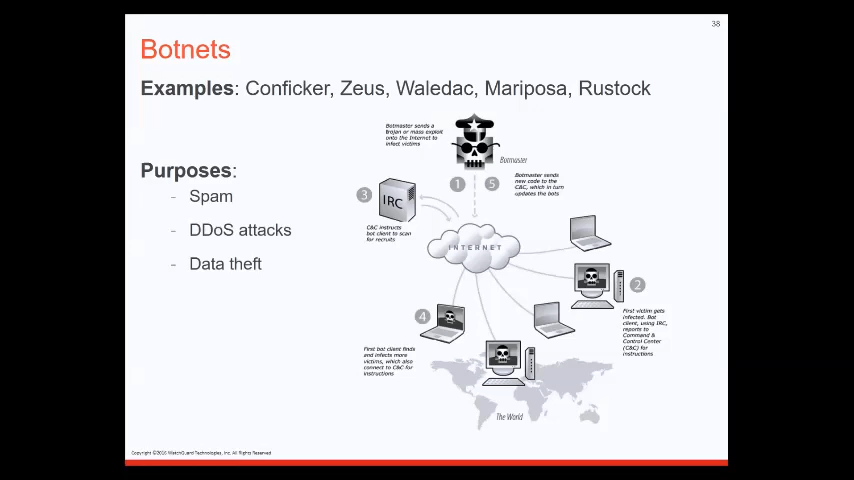 38
Botnets
Examples: Conficker, Zeus, Waledac, Mariposa, Rustock
Purposes:
- Spam
- DDoS attacks
- Data theft
Botmaster sends a
trojan or mass exploit
onto the Internet to
infect victims
Botmaster
1
5
Botmaster sends
new code to the
C&C, which in turn
updates the bots
3
IRC
C&C instructs
bot client to scan
for recruits
INTERNET
2
First victim gets
infected. Bot
client, using IRC,
reports to
Command &
Control Center
(C&C) for
instructions
4
First bot client finds
and infects more
victims, which also
connect to C&C for
instructions
The World
Copyright ©2016 WatchGuard Technologies, Inc. All Rights Reserved